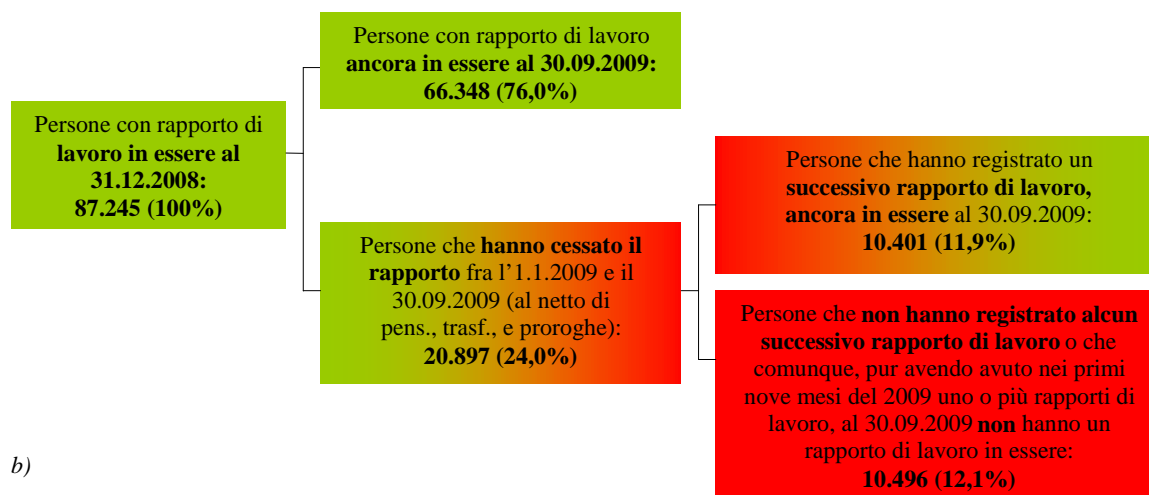 Persone con rapporto di
lavoro in essere al
31.12.2008:
87.245 (100%)
Persone con rapporto di lavoro
ancora in essere al 30.09.2009:
66.348 (76,0%)
Persone che hanno cessato il
rapporto fra l'1.1.2009 e il
30.09.2009 (al netto di
pens., trasf., e proroghe):
20.897 (24,0%)
Persone che hanno registrato un
successivo rapporto di lavoro,
ancora in essere al 30.09.2009:
10.401 (11,9%)
Persone che non hanno registrato alcun
successivo rapporto di lavoro o che
comunque, pur avendo avuto nei primi
nove mesi del 2009 uno o più rapporti di
lavoro, al 30.09.2009 non hanno un
rapporto di lavoro in essere:
10.496 (12,1%)
b)